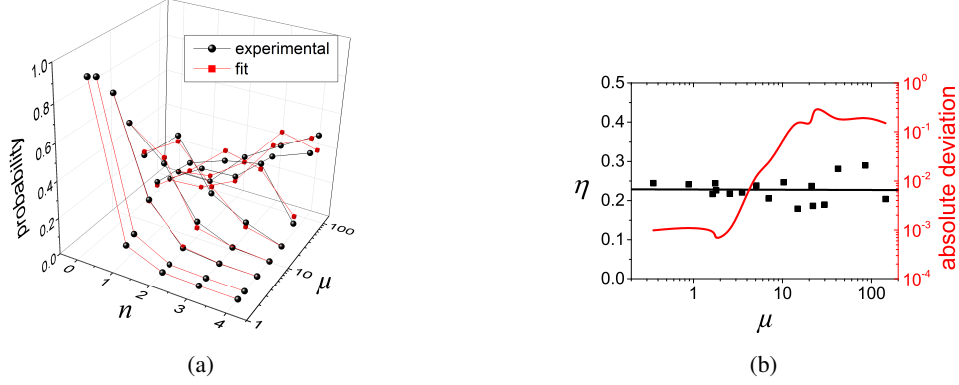 experimental
fit
probability
1.0
0.8
0.6
0.4
0.2
0.0
0
1
2
3
4
n
1
10
100
μ
(a)
0.5
0.4
0.3
0.2
0.1
0.0
η
1
10
100
μ
10^0
10^-1
10^-2
10^-3
10^-4
absolute deviation
(b)